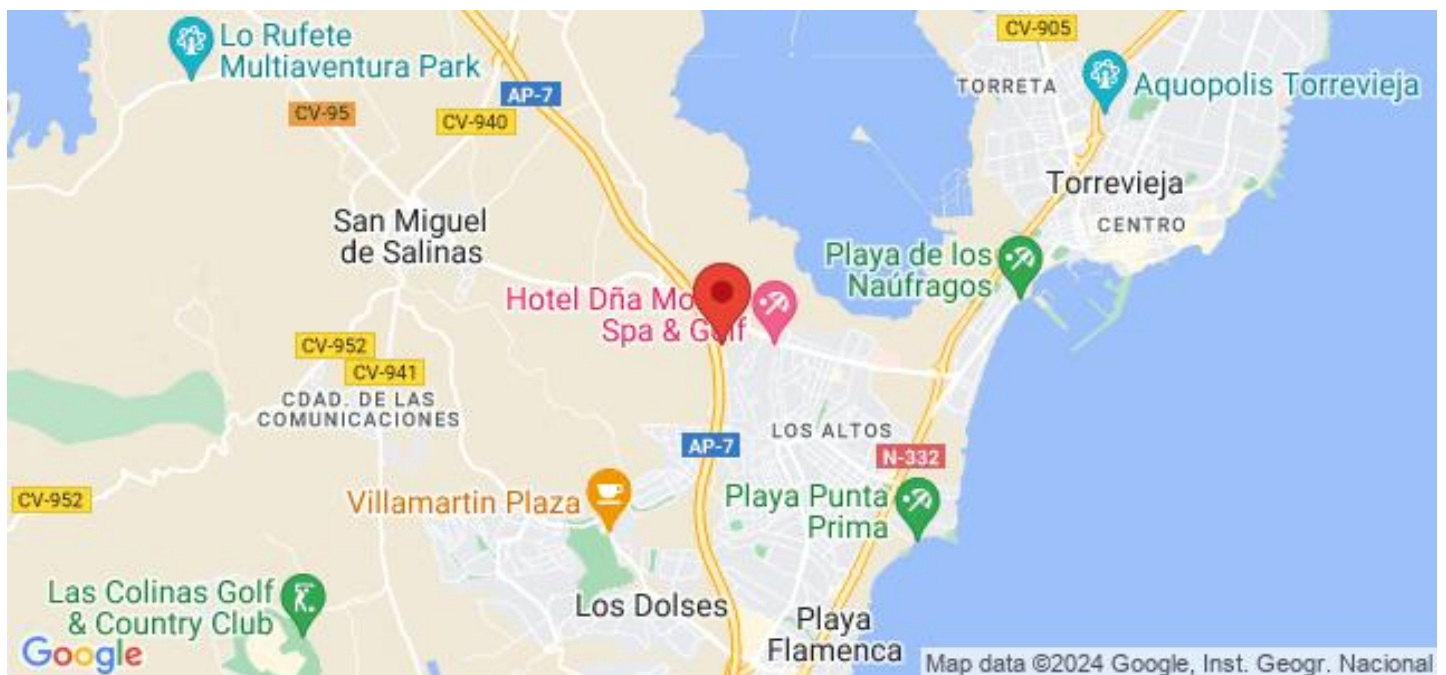 Lo Rufete
Multiaventura Park
CV-905
TORRETA
Aquopolis Torrevieja
AP-7
CV-95
CV-940
Torrevieja
CENTRO
San Miguel
de Salinas
Playa de los
Naúfragos
Hotel Dña Mo
Spa & Golf
CV-952
CV-941
CDAD. DE LAS
COMUNICACIONES
LOS ALTOS
AP-7
N-332
CV-952
Villamartin Plaza
Playa Punta
Prima
Las Colinas Golf
& Country Club
Los Dolses
Playa
Flamenca
Google
Map data ©2024 Google, Inst. Geogr. Nacional